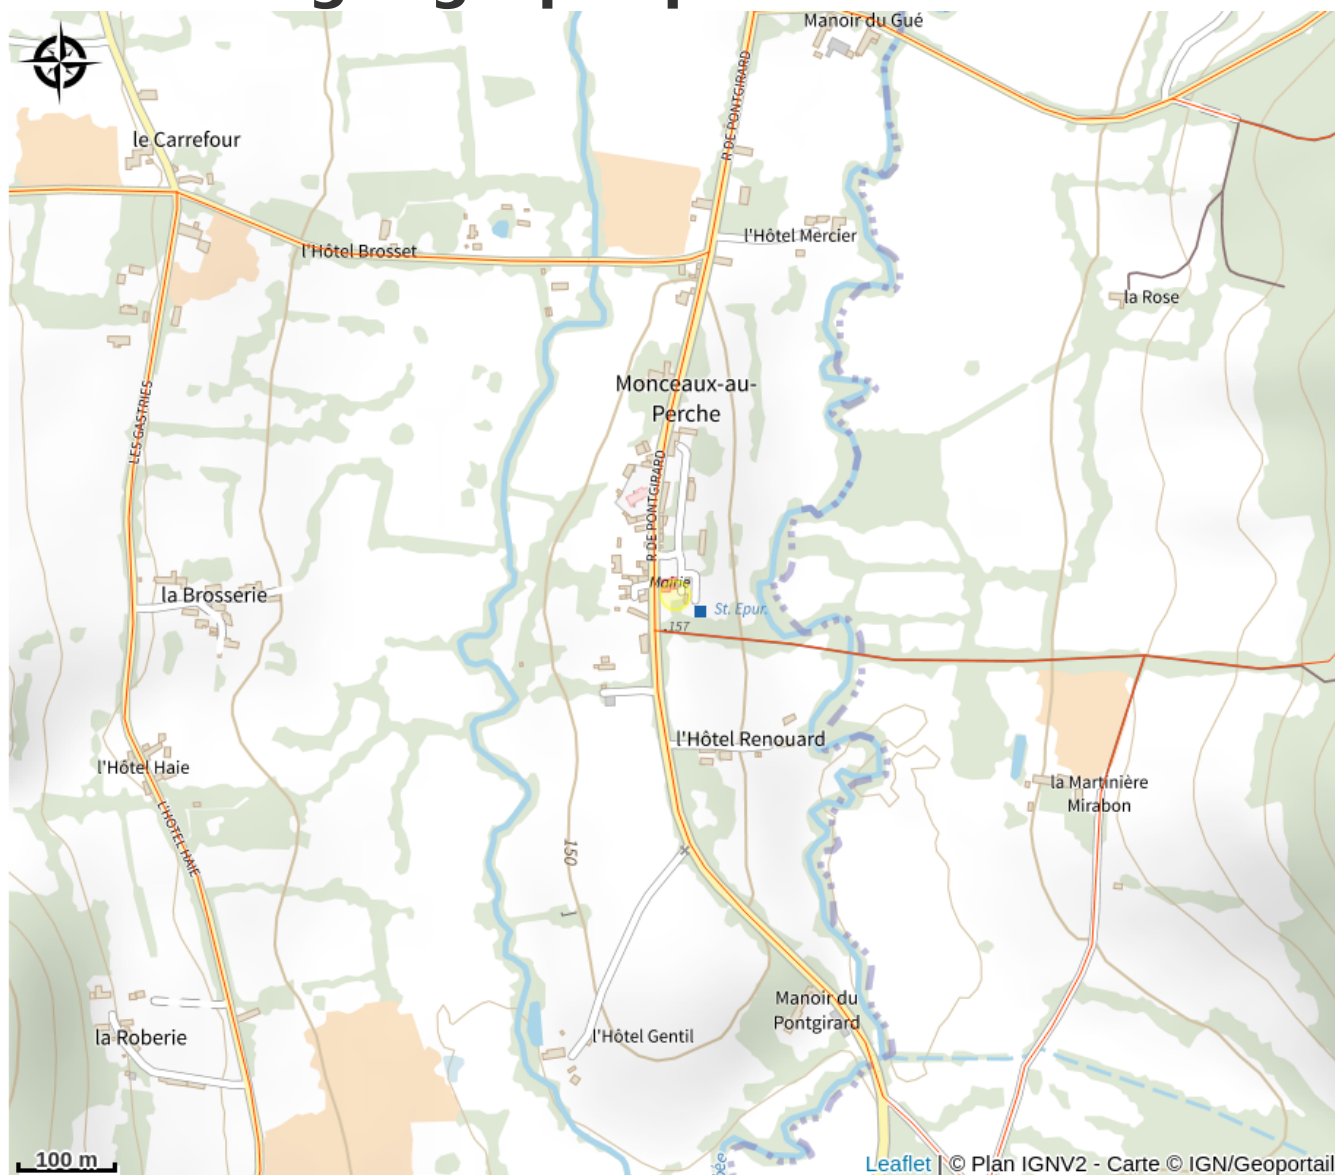 Manoir du Gué
R DE PONTGIRARD
le Carrefour
l'Hôtel Mercier
l'Hôtel Brosset
la Rose
LES GASTRIES
Monceaux-au-
Perche
R DE PONTGIRARD
Mairie
la Brosserie
St. Epur.
157
l'Hôtel Renouard
l'Hôtel Haie
la Martinière
Mirabon
L'HOTEL HAIE
150
Manoir du
Pontgirard
la Roberie
l'Hôtel Gentil
100 m
Leaflet | © Plan IGNV2 - Carte © IGN/Geoportail